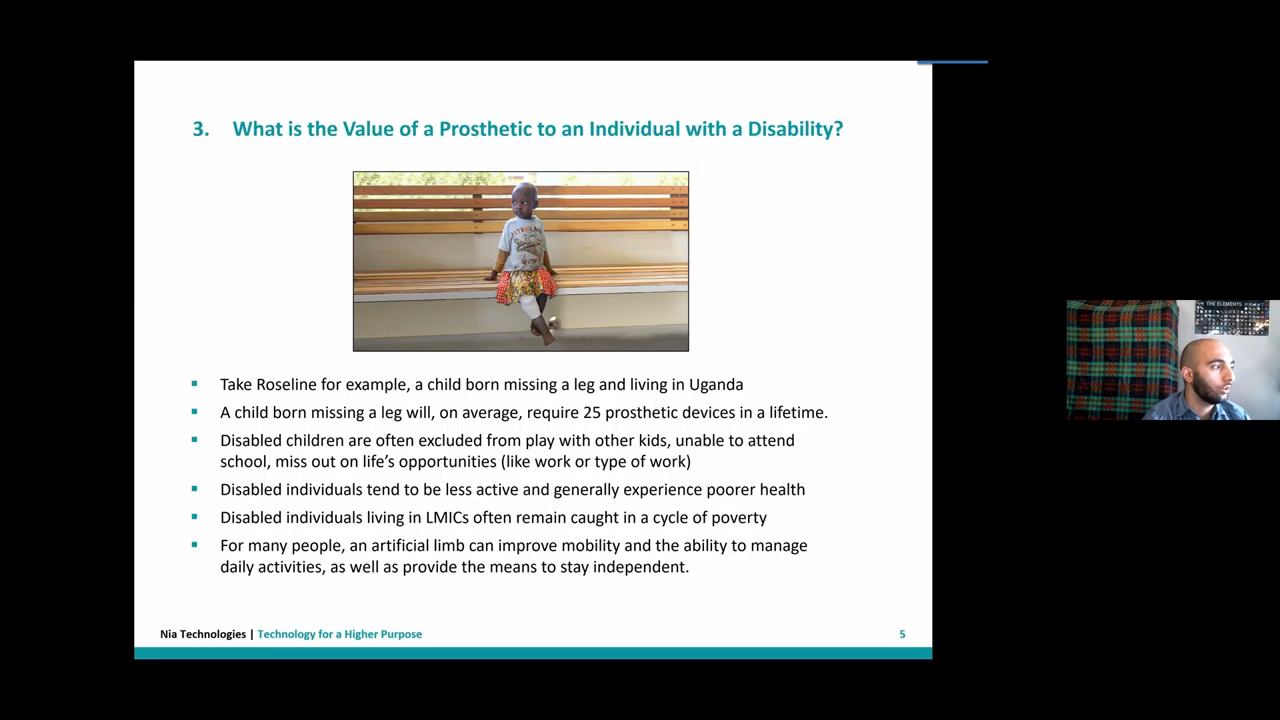 3. What is the Value of a Prosthetic to an Individual with a Disability?
▪ Take Roseline for example, a child born missing a leg and living in Uganda
▪ A child born missing a leg will, on average, require 25 prosthetic devices in a lifetime.
▪ Disabled children are often excluded from play with other kids, unable to attend
school, miss out on life’s opportunities (like work or type of work)
▪ Disabled individuals tend to be less active and generally experience poorer health
▪ Disabled individuals living in LMICs often remain caught in a cycle of poverty
▪ For many people, an artificial limb can improve mobility and the ability to manage
daily activities, as well as provide the means to stay independent.
Nia Technologies | Technology for a Higher Purpose 5
THE ELEMENTS